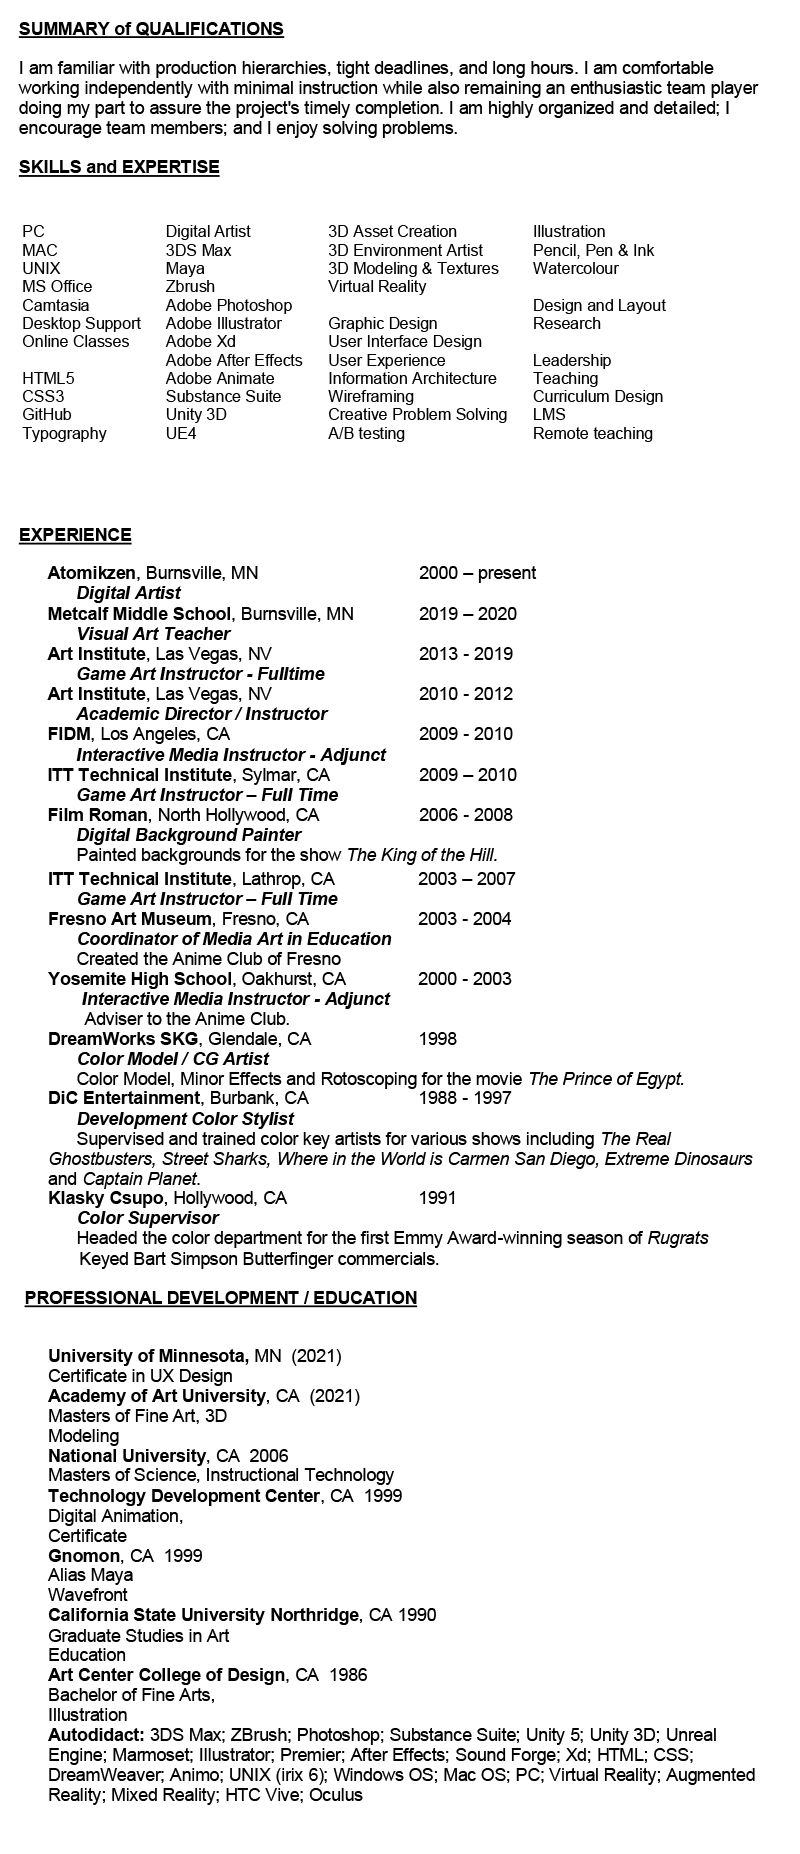 SUMMARY of QUALIFICATIONS
I am familiar with production hierarchies, tight deadlines, and long hours. I am comfortable
working independently with minimal instruction while also remaining an enthusiastic team player
doing my part to assure the project's timely completion. I am highly organized and detailed; I
encourage team members; and I enjoy solving problems.
SKILLS and EXPERTISE
PC Digital Artist 3D Asset Creation Illustration
MAC 3DS Max 3D Environment Artist Pencil, Pen & Ink
UNIX Maya 3D Modeling & Textures Watercolour
MS Office Zbrush Virtual Reality
Camtasia Adobe Photoshop Design and Layout
Desktop Support Adobe Illustrator Graphic Design Research
Online Classes Adobe Xd User Interface Design
Adobe After Effects User Experience Leadership
HTML5 Adobe Animate Information Architecture Teaching
CSS3 Substance Suite Wireframing Curriculum Design
GitHub Unity 3D Creative Problem Solving LMS
Typography UE4 A/B testing Remote teaching
EXPERIENCE
Atomikzen, Burnsville, MN 2000 – present
Digital Artist
Metcalf Middle School, Burnsville, MN 2019 – 2020
Visual Art Teacher
Art Institute, Las Vegas, NV 2013 - 2019
Game Art Instructor - Fulltime
Art Institute, Las Vegas, NV 2010 - 2012
Academic Director / Instructor
FIDM, Los Angeles, CA 2009 - 2010
Interactive Media Instructor - Adjunct
ITT Technical Institute, Sylmar, CA 2009 – 2010
Game Art Instructor – Full Time
Film Roman, North Hollywood, CA 2006 - 2008
Digital Background Painter
Painted backgrounds for the show The King of the Hill.
ITT Technical Institute, Lathrop, CA 2003 – 2007
Game Art Instructor – Full Time
Fresno Art Museum, Fresno, CA 2003 - 2004
Coordinator of Media Art in Education
Created the Anime Club of Fresno
Yosemite High School, Oakhurst, CA 2000 - 2003
Interactive Media Instructor - Adjunct
Adviser to the Anime Club.
DreamWorks SKG, Glendale, CA 1998
Color Model / CG Artist
Color Model, Minor Effects and Rotoscoping for the movie The Prince of Egypt.
DiC Entertainment, Burbank, CA 1988 - 1997
Development Color Stylist
Supervised and trained color key artists for various shows including The Real
Ghostbusters, Street Sharks, Where in the World is Carmen San Diego, Extreme Dinosaurs
and Captain Planet.
Klasky Csupo, Hollywood, CA 1991
Color Supervisor
Headed the color department for the first Emmy Award-winning season of Rugrats
Keyed Bart Simpson Butterfinger commercials.
PROFESSIONAL DEVELOPMENT / EDUCATION
University of Minnesota, MN (2021)
Certificate in UX Design
Academy of Art University, CA (2021)
Masters of Fine Art, 3D
Modeling
National University, CA 2006
Masters of Science, Instructional Technology
Technology Development Center, CA 1999
Digital Animation,
Certificate
Gnomon, CA 1999
Alias Maya
Wavefront
California State University Northridge, CA 1990
Graduate Studies in Art
Education
Art Center College of Design, CA 1986
Bachelor of Fine Arts,
Illustration
Autodidact: 3DS Max; ZBrush; Photoshop; Substance Suite; Unity 5; Unity 3D; Unreal
Engine; Marmoset; Illustrator; Premier; After Effects; Sound Forge; Xd; HTML; CSS;
DreamWeaver; Animo; UNIX (irix 6); Windows OS; Mac OS; PC; Virtual Reality; Augmented
Reality; Mixed Reality; HTC Vive; Oculus